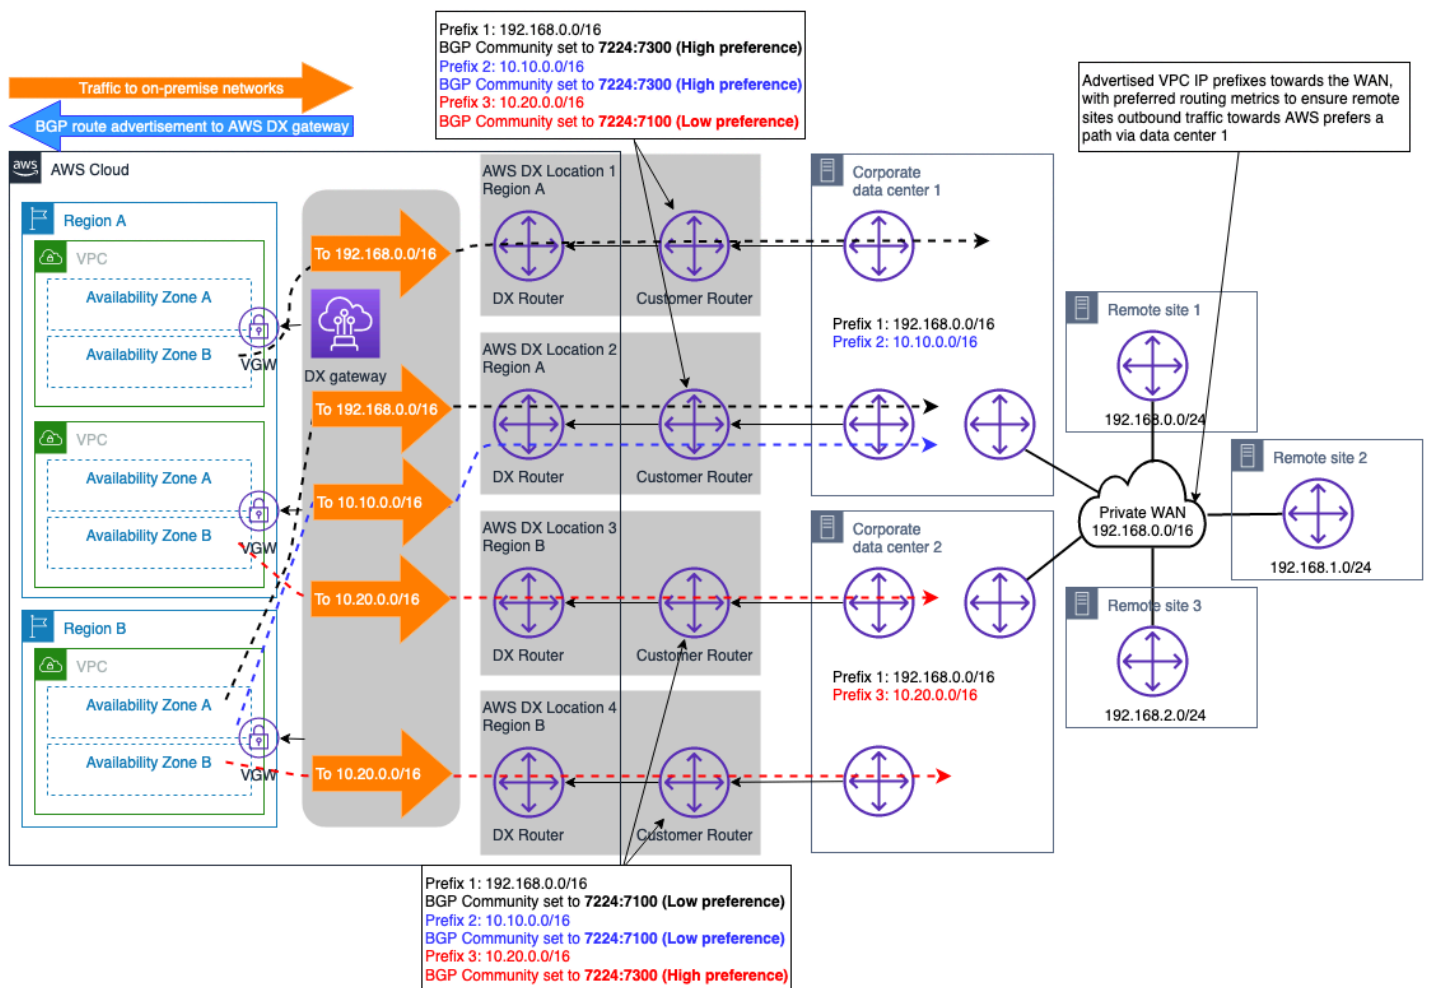 Prefix 1: 192.168.0.0/16
BGP Community set to 7224:7300 (High preference)
Prefix 2: 10.10.0.0/16
BGP Community set to 7224:7300 (High preference)
Prefix 3: 10.20.0.0/16
BGP Community set to 7224:7100 (Low preference)
Traffic to on-premise networks
BGP route advertisement to AWS DX gateway
Advertised VPC IP prefixes towards the WAN,
with preferred routing metrics to ensure remote
sites outbound traffic towards AWS prefers a
path via data center 1
aws
AWS Cloud
Region A
VPC
Availability Zone A
Availability Zone B
VGW
VPC
Availability Zone A
Availability Zone B
VGW
Region B
VPC
Availability Zone A
Availability Zone B
VGW
To 192.168.0.0/16
DX gateway
To 192.168.0.0/16
To 10.10.0.0/16
To 10.20.0.0/16
To 10.20.0.0/16
AWS DX Location 1
Region A
DX Router
Customer Router
AWS DX Location 2
Region A
DX Router
Customer Router
AWS DX Location 3
Region B
DX Router
Customer Router
AWS DX Location 4
Region B
DX Router
Customer Router
Corporate
data center 1
Prefix 1: 192.168.0.0/16
Prefix 2: 10.10.0.0/16
Corporate
data center 2
Prefix 1: 192.168.0.0/16
Prefix 3: 10.20.0.0/16
Remote site 1
192.168.0.0/24
Private WAN
192.168.0.0/16
Remote site 2
192.168.1.0/24
Remote site 3
192.168.2.0/24
Prefix 1: 192.168.0.0/16
BGP Community set to 7224:7100 (Low preference)
Prefix 2: 10.10.0.0/16
BGP Community set to 7224:7100 (Low preference)
Prefix 3: 10.20.0.0/16
BGP Community set to 7224:7300 (High preference)